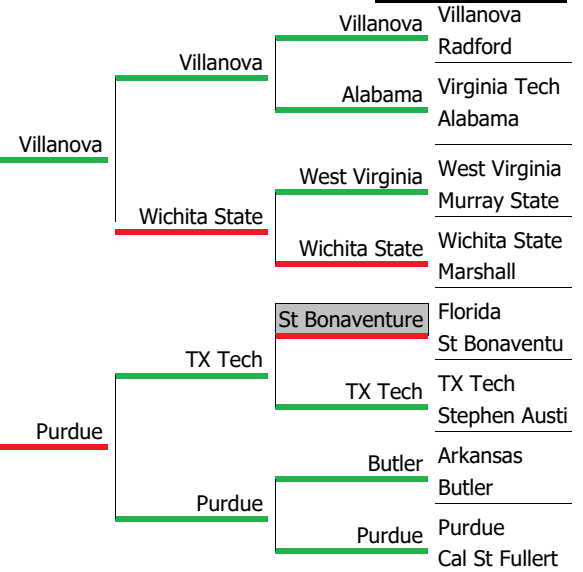 Villanova
Villanova
Radford
Villanova
Alabama
Virginia Tech
Alabama
Villanova
West Virginia
West Virginia
Murray State
Wichita State
Wichita State
Wichita State
Marshall
St Bonaventure
Florida
St Bonaventu
TX Tech
TX Tech
TX Tech
Stephen Austi
Purdue
Butler
Arkansas
Butler
Purdue
Purdue
Purdue
Cal St Fullert